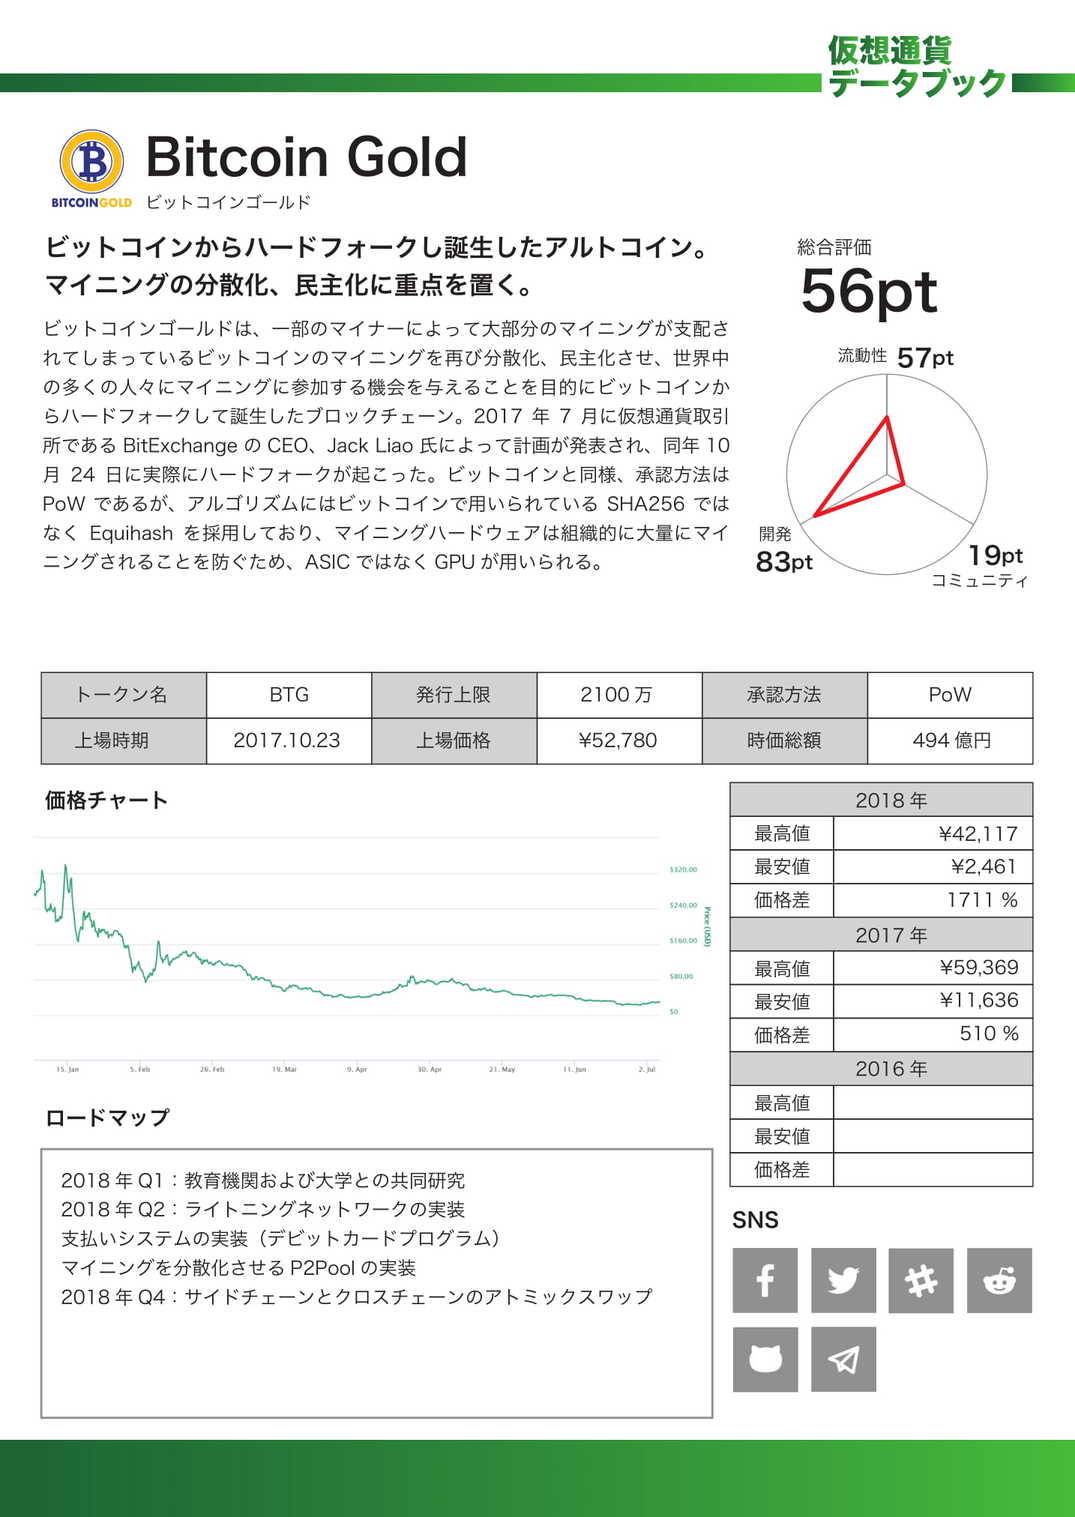 仮想通貨
データブック
Bitcoin Gold
BITCOINGOLD
ビットコインゴールド
ビットコインからハードフォークし誕生したアルトコイン。
マイニングの分散化、民主化に重点を置く。
ビットコインゴールドは、一部のマイナーによって大部分のマイニングが支配さ
れてしまっているビットコインのマイニングを再び分散化、民主化させ、世界中
の多くの人々にマイニングに参加する機会を与えることを目的にビットコインか
らハードフォークして誕生したブロックチェーン。2017 年 7 月に仮想通貨取引
所である BitExchange の CEO、Jack Liao 氏によって計画が発表され、同年 10
月 24 日に実際にハードフォークが起こった。ビットコインと同様、承認方法は
PoW であるが、アルゴリズムにはビットコインで用いられている SHA256 では
なく Equihash を採用しており、マイニングハードウェアは組織的に大量にマイ
ニングされることを防ぐため、ASIC ではなく GPU が用いられる。
総合評価
56pt
流動性 57pt
開発
83pt
19pt
コミュニティ
トークン名 BTG 発行上限 2100 万 承認方法 PoW
上場時期 2017.10.23 上場価格 ¥52,780 時価総額 494 億円
価格チャート
$320.00
$240.00
$160.00
$80.00
$0
Price (USD)
15. Jan 5. Feb 26. Feb 19. Mar 9. Apr 30. Apr 21. May 11. Jun 2. Jul
2018 年
最高値 ¥42,117
最安値 ¥2,461
価格差 1711 %
2017 年
最高値 ¥59,369
最安値 ¥11,636
価格差 510 %
2016 年
最高値
最安値
価格差
ロードマップ
2018 年 Q1：教育機関および大学との共同研究
2018 年 Q2：ライトニングネットワークの実装
支払いシステムの実装（デビットカードプログラム）
マイニングを分散化させる P2Pool の実装
2018 年 Q4：サイドチェーンとクロスチェーンのアトミックスワップ
SNS